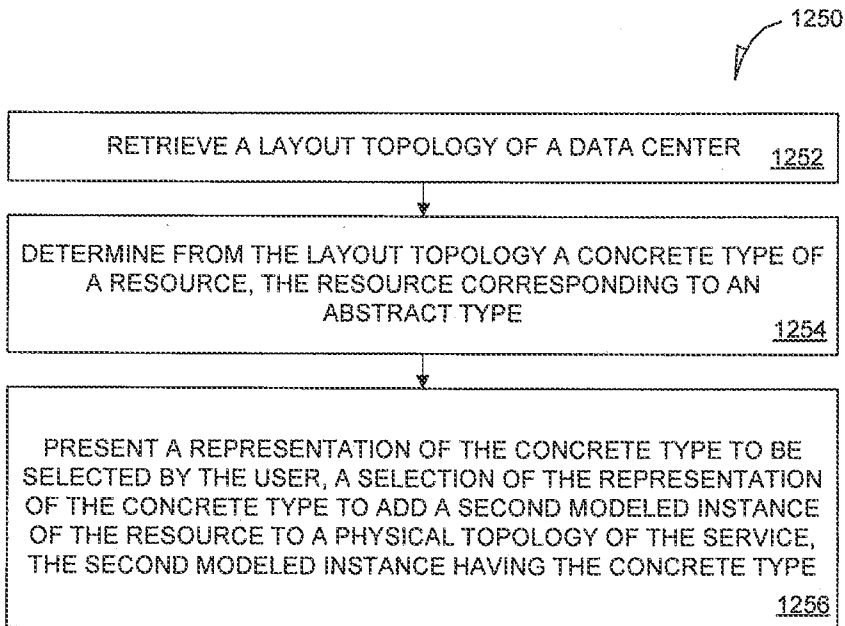 1250
RETRIEVE A LAYOUT TOPOLOGY OF A DATA CENTER
1252
DETERMINE FROM THE LAYOUT TOPOLOGY A CONCRETE TYPE OF
A RESOURCE, THE RESOURCE CORRESPONDING TO AN
ABSTRACT TYPE
1254
PRESENT A REPRESENTATION OF THE CONCRETE TYPE TO BE
SELECTED BY THE USER, A SELECTION OF THE REPRESENTATION
OF THE CONCRETE TYPE TO ADD A SECOND MODELED INSTANCE
OF THE RESOURCE TO A PHYSICAL TOPOLOGY OF THE SERVICE,
THE SECOND MODELED INSTANCE HAVING THE CONCRETE TYPE
1256